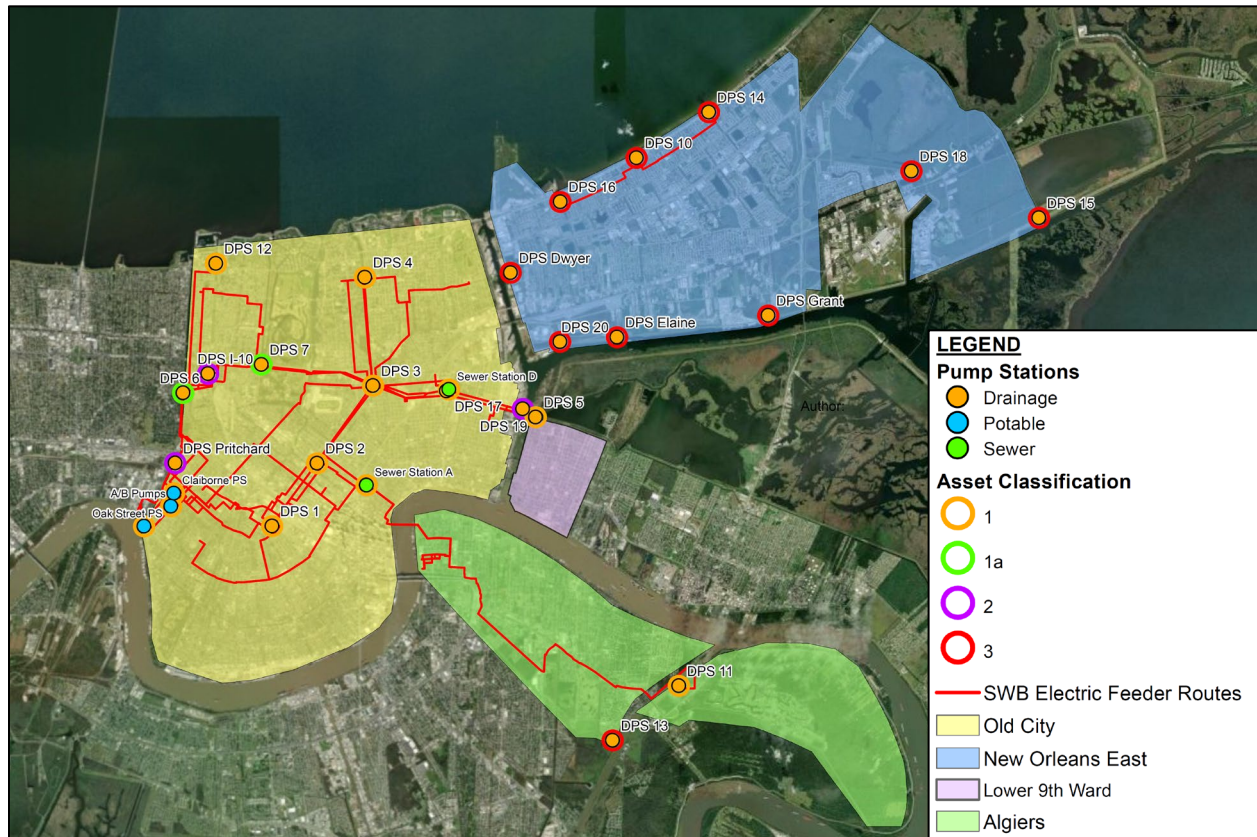 DPS 14
DPS 10
DPS 18
DPS 16
DPS 15
DPS 12
DPS 4
DPS Dwyer
DPS Grant
DPS 20
DPS Elaine
DPS I-10
DPS 7
DPS 6
DPS 3
Sewer Station D
DPS 17
DPS 5
DPS 19
Author:
DPS Pritchard
DPS 2
Claiborne PS
Sewer Station A
A/B Pumps
Oak Street PS
DPS 1
DPS 11
DPS 13
LEGEND
Pump Stations
Drainage
Potable
Sewer
Asset Classification
1
1a
2
3
SWB Electric Feeder Routes
Old City
New Orleans East
Lower 9th Ward
Algiers